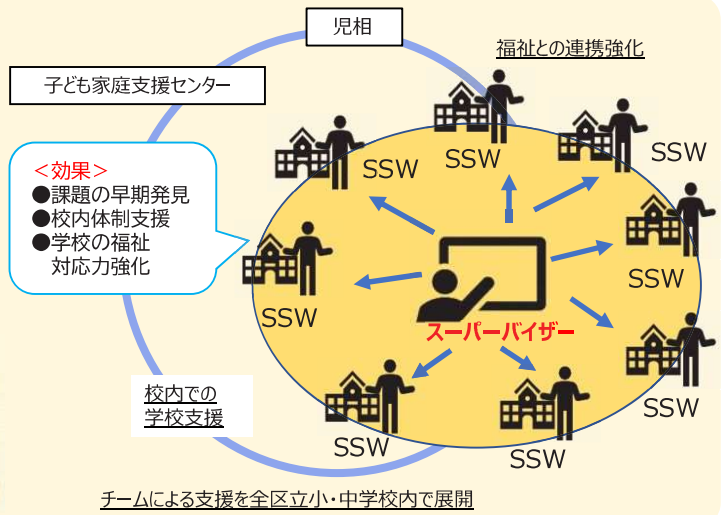 児相
福祉との連携強化
子ども家庭支援センター
＜効果＞
●課題の早期発見
●校内体制支援
●学校の福祉
対応力強化
SSW
SSW
SSW
SSW
SSW
スーパーバイザー
校内での
学校支援
SSW
SSW
SSW
チームによる支援を全区立小・中学校内で展開